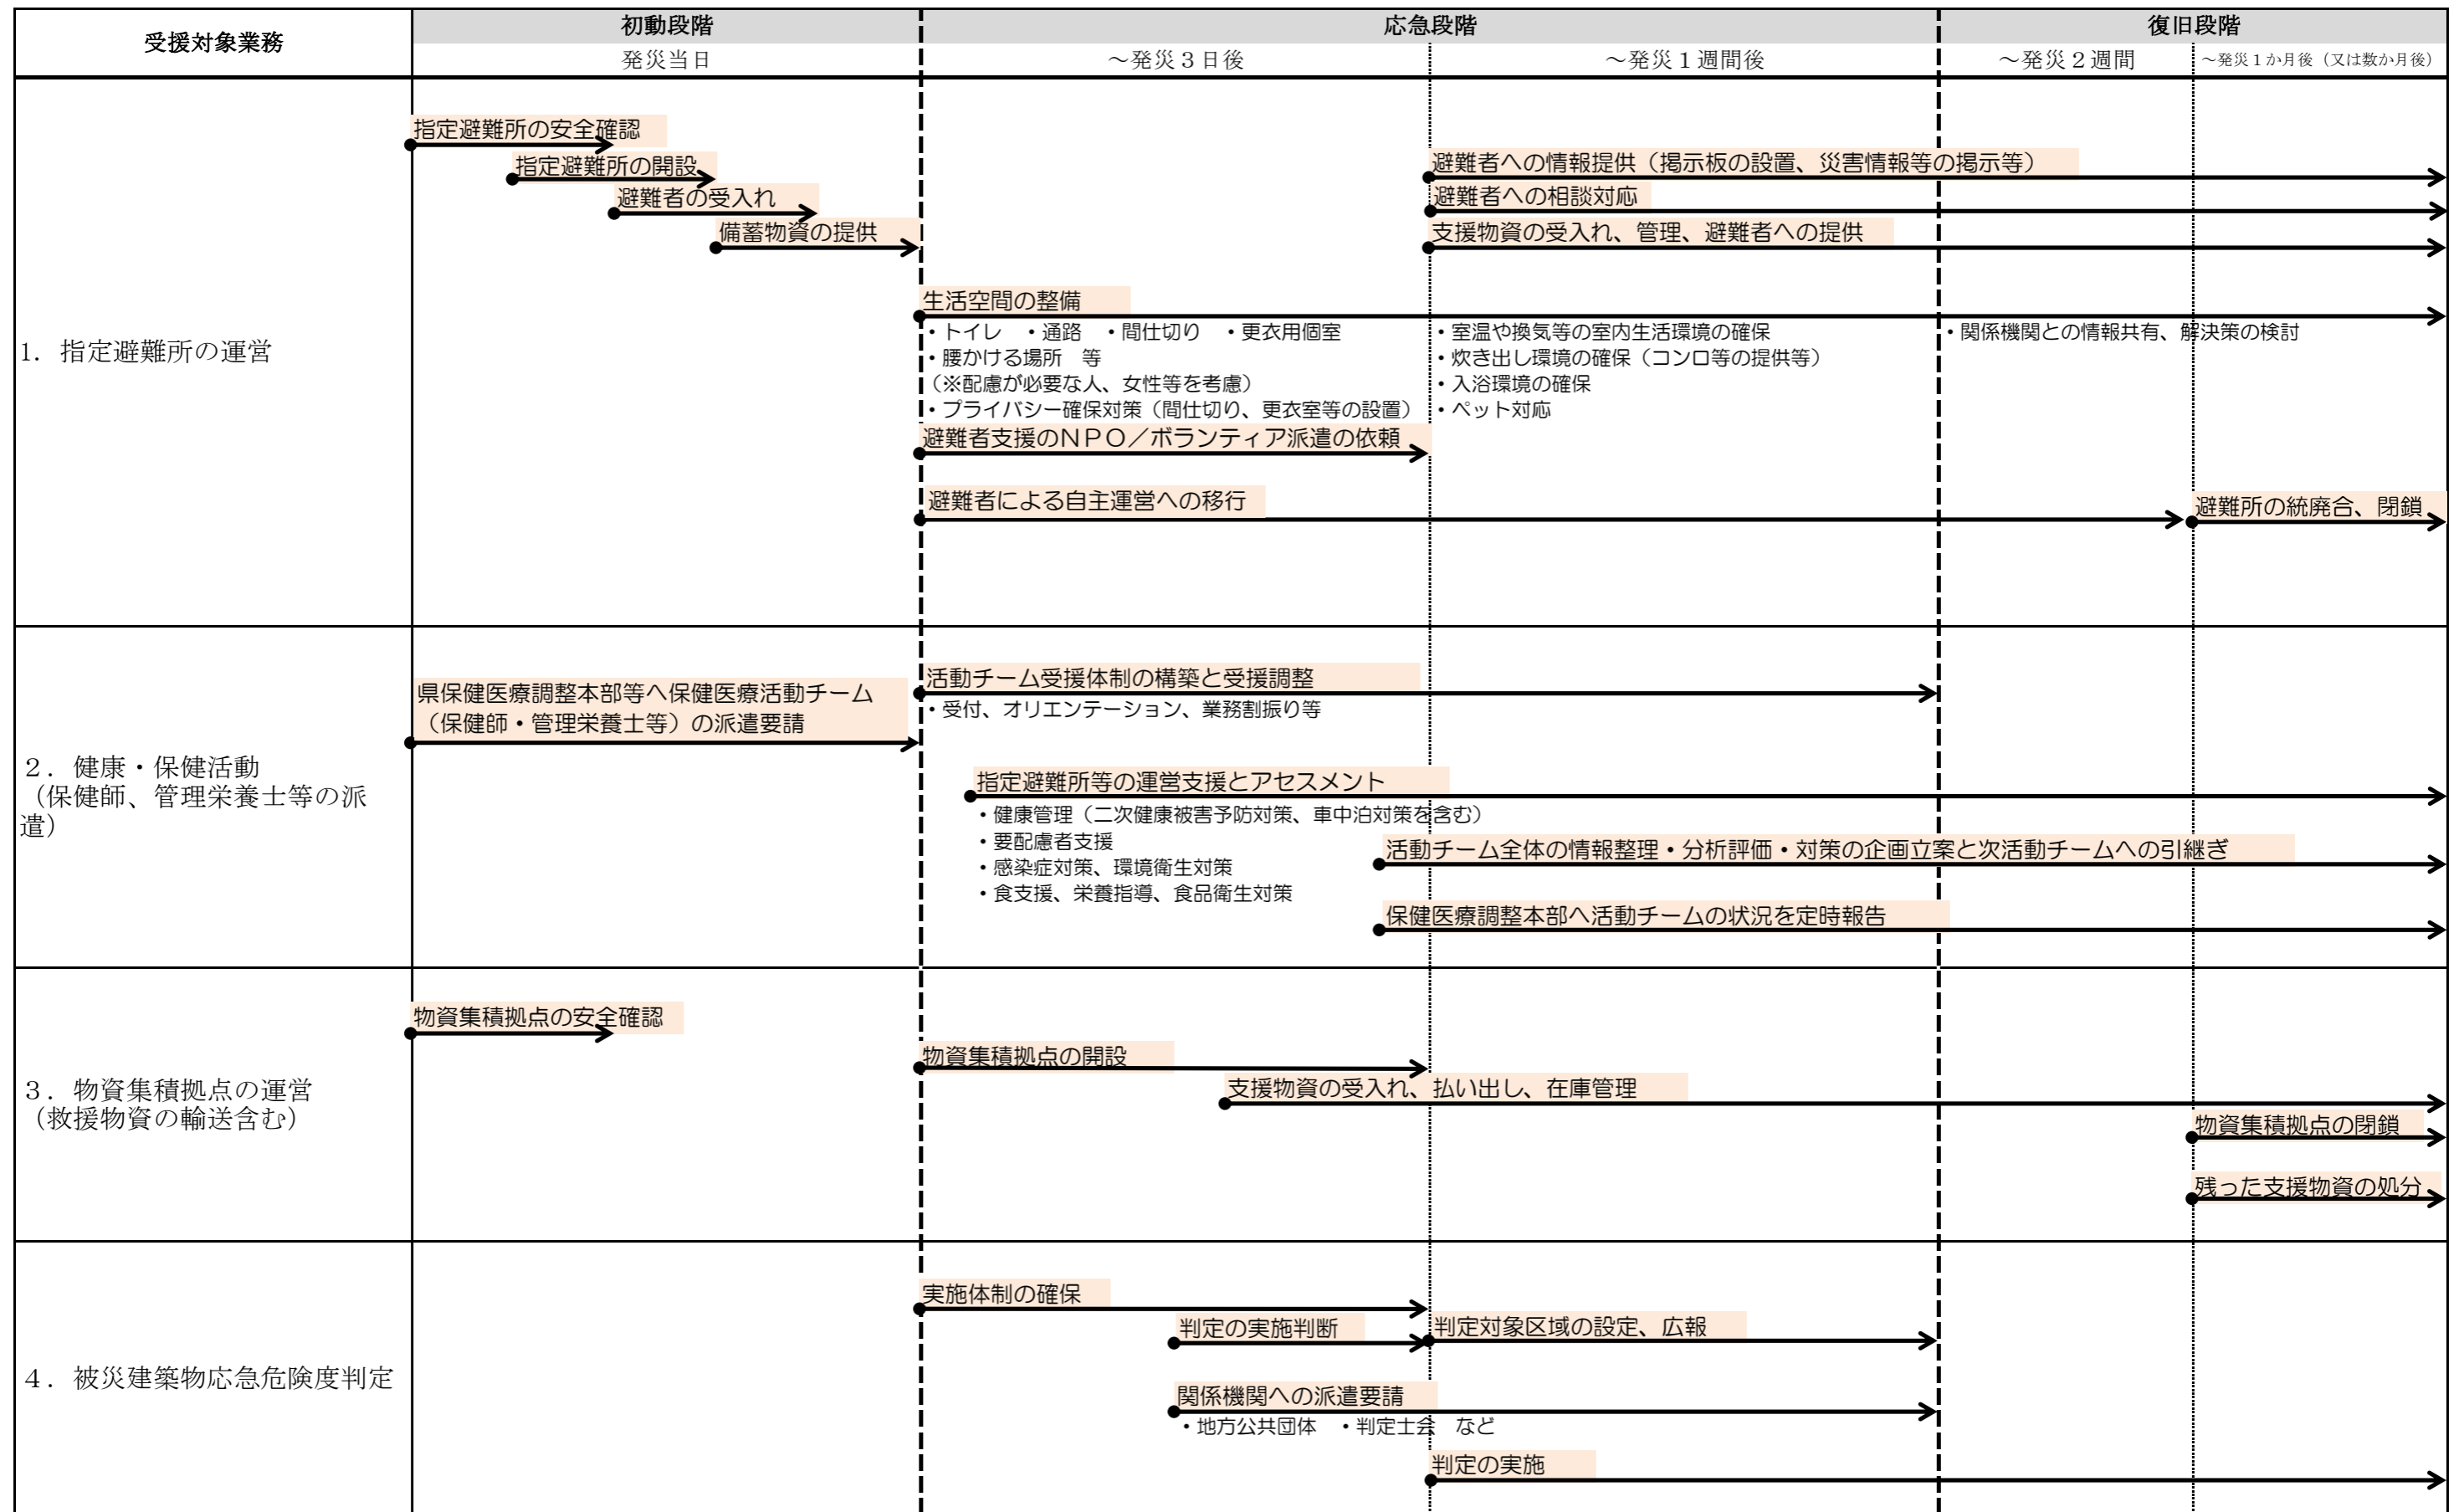 受援対象業務
初動段階
応急段階
復旧段階
発災当日
～発災３日後
～発災１週間後
～発災２週間
～発災１か月後（又は数か月後）
1．指定避難所の運営
指定避難所の安全確認
指定避難所の開設
避難者の受入れ
備蓄物資の提供
避難者への情報提供（掲示板の設置、災害情報等の掲示等）
避難者への相談対応
支援物資の受入れ、管理、避難者への提供
生活空間の整備
・トイレ　・通路　・間仕切り　・更衣用個室
・腰かける場所　等
（※配慮が必要な人、女性等を考慮）
・プライバシー確保対策（間仕切り、更衣室等の設置）
・室温や換気等の室内生活環境の確保
・炊き出し環境の確保（コンロ等の提供等）
・入浴環境の確保
・ペット対応
・関係機関との情報共有、解決策の検討
避難者支援のＮＰＯ／ボランティア派遣の依頼
避難者による自主運営への移行
避難所の統廃合、閉鎖
２．健康・保健活動
（保健師、管理栄養士等の派
遣）
県保健医療調整本部等へ保健医療活動チーム
（保健師・管理栄養士等）の派遣要請
活動チーム受援体制の構築と受援調整
・受付、オリエンテーション、業務割振り等
指定避難所等の運営支援とアセスメント
・健康管理（二次健康被害予防対策、車中泊対策を含む）
・要配慮者支援
・感染症対策、環境衛生対策
・食支援、栄養指導、食品衛生対策
活動チーム全体の情報整理・分析評価・対策の企画立案と次活動チームへの引継ぎ
保健医療調整本部へ活動チームの状況を定時報告
３．物資集積拠点の運営
（救援物資の輸送含む）
物資集積拠点の安全確認
物資集積拠点の開設
支援物資の受入れ、払い出し、在庫管理
物資集積拠点の閉鎖
残った支援物資の処分
４．被災建築物応急危険度判定
実施体制の確保
判定の実施判断
判定対象区域の設定、広報
関係機関への派遣要請
・地方公共団体　・判定士会　など
判定の実施